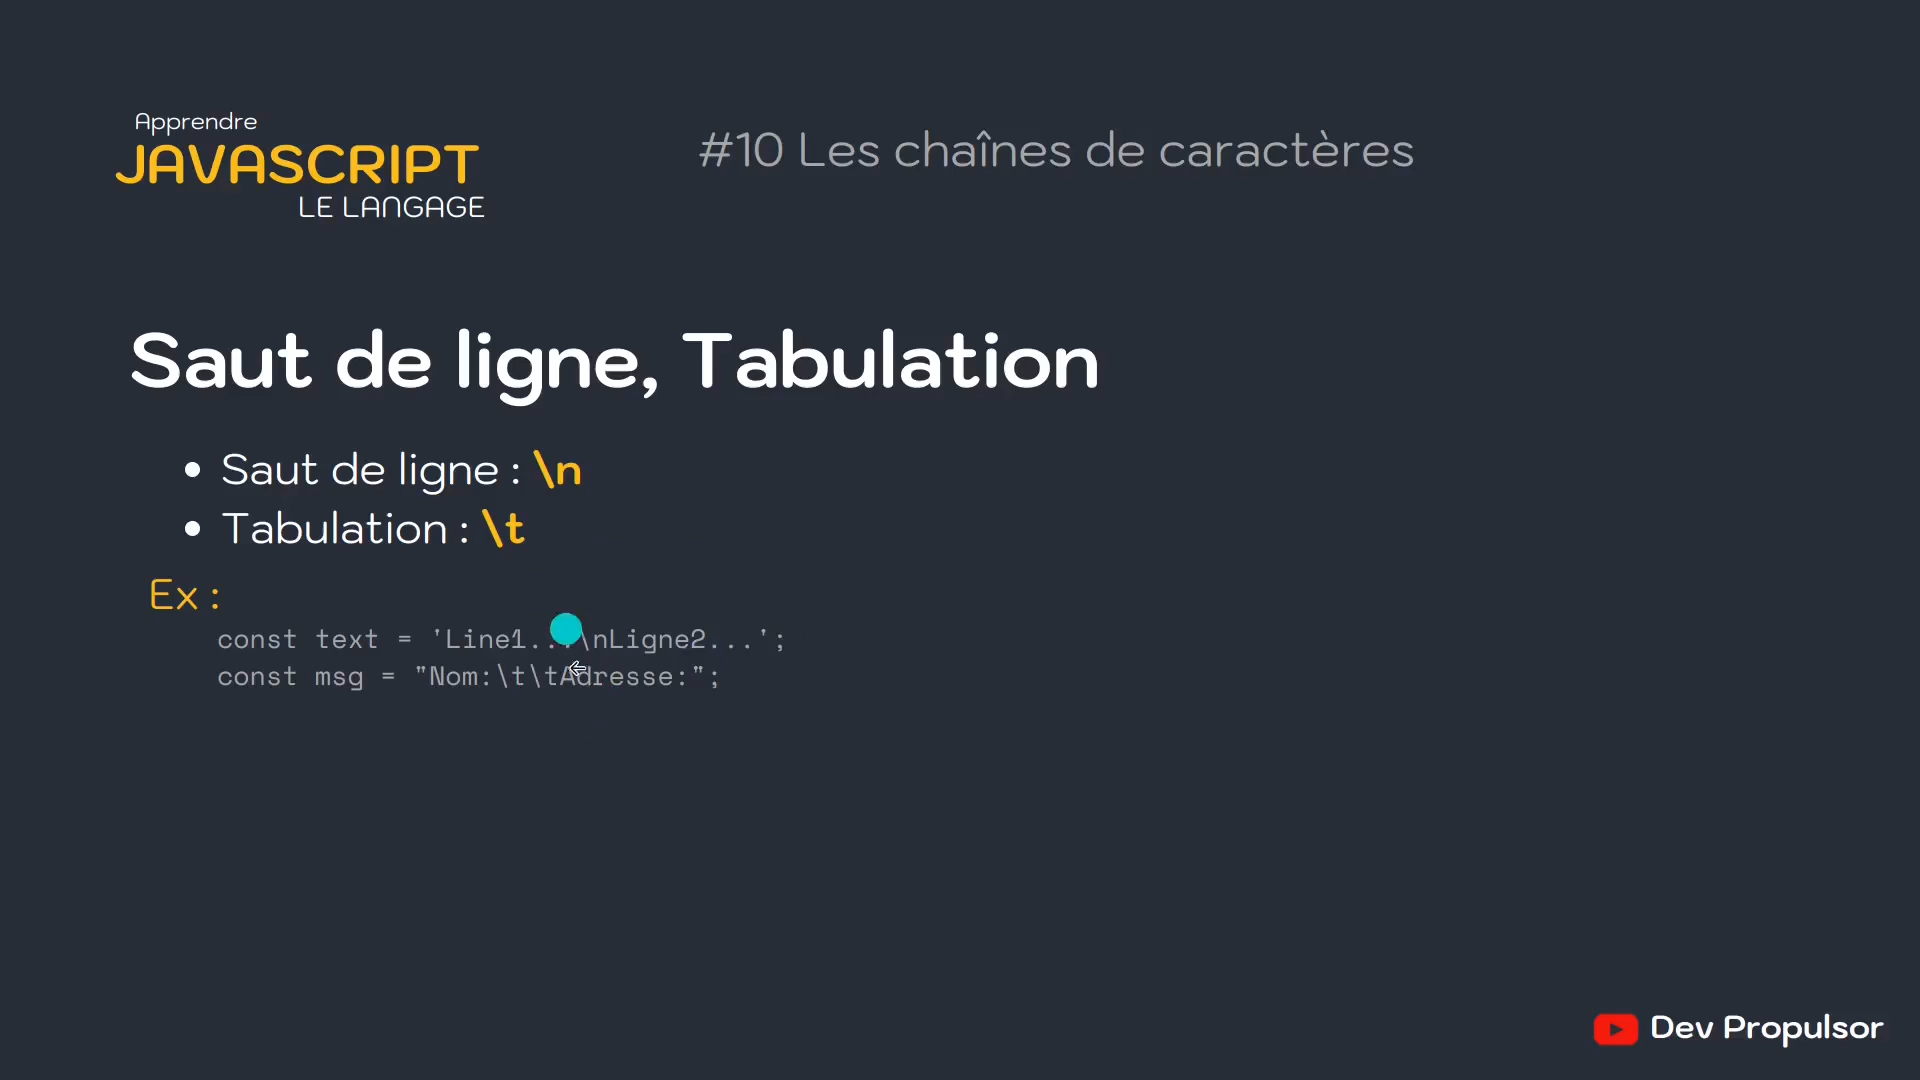 Apprendre
JAVASCRIPT
LE LANGAGE
#10 Les chaînes de caractères
Saut de ligne, Tabulation
• Saut de ligne : \n
• Tabulation : \t
Ex :
const text = 'Line1...\nLigne2...';
const msg = "Nom:\t\tAdresse:";
Dev Propulsor